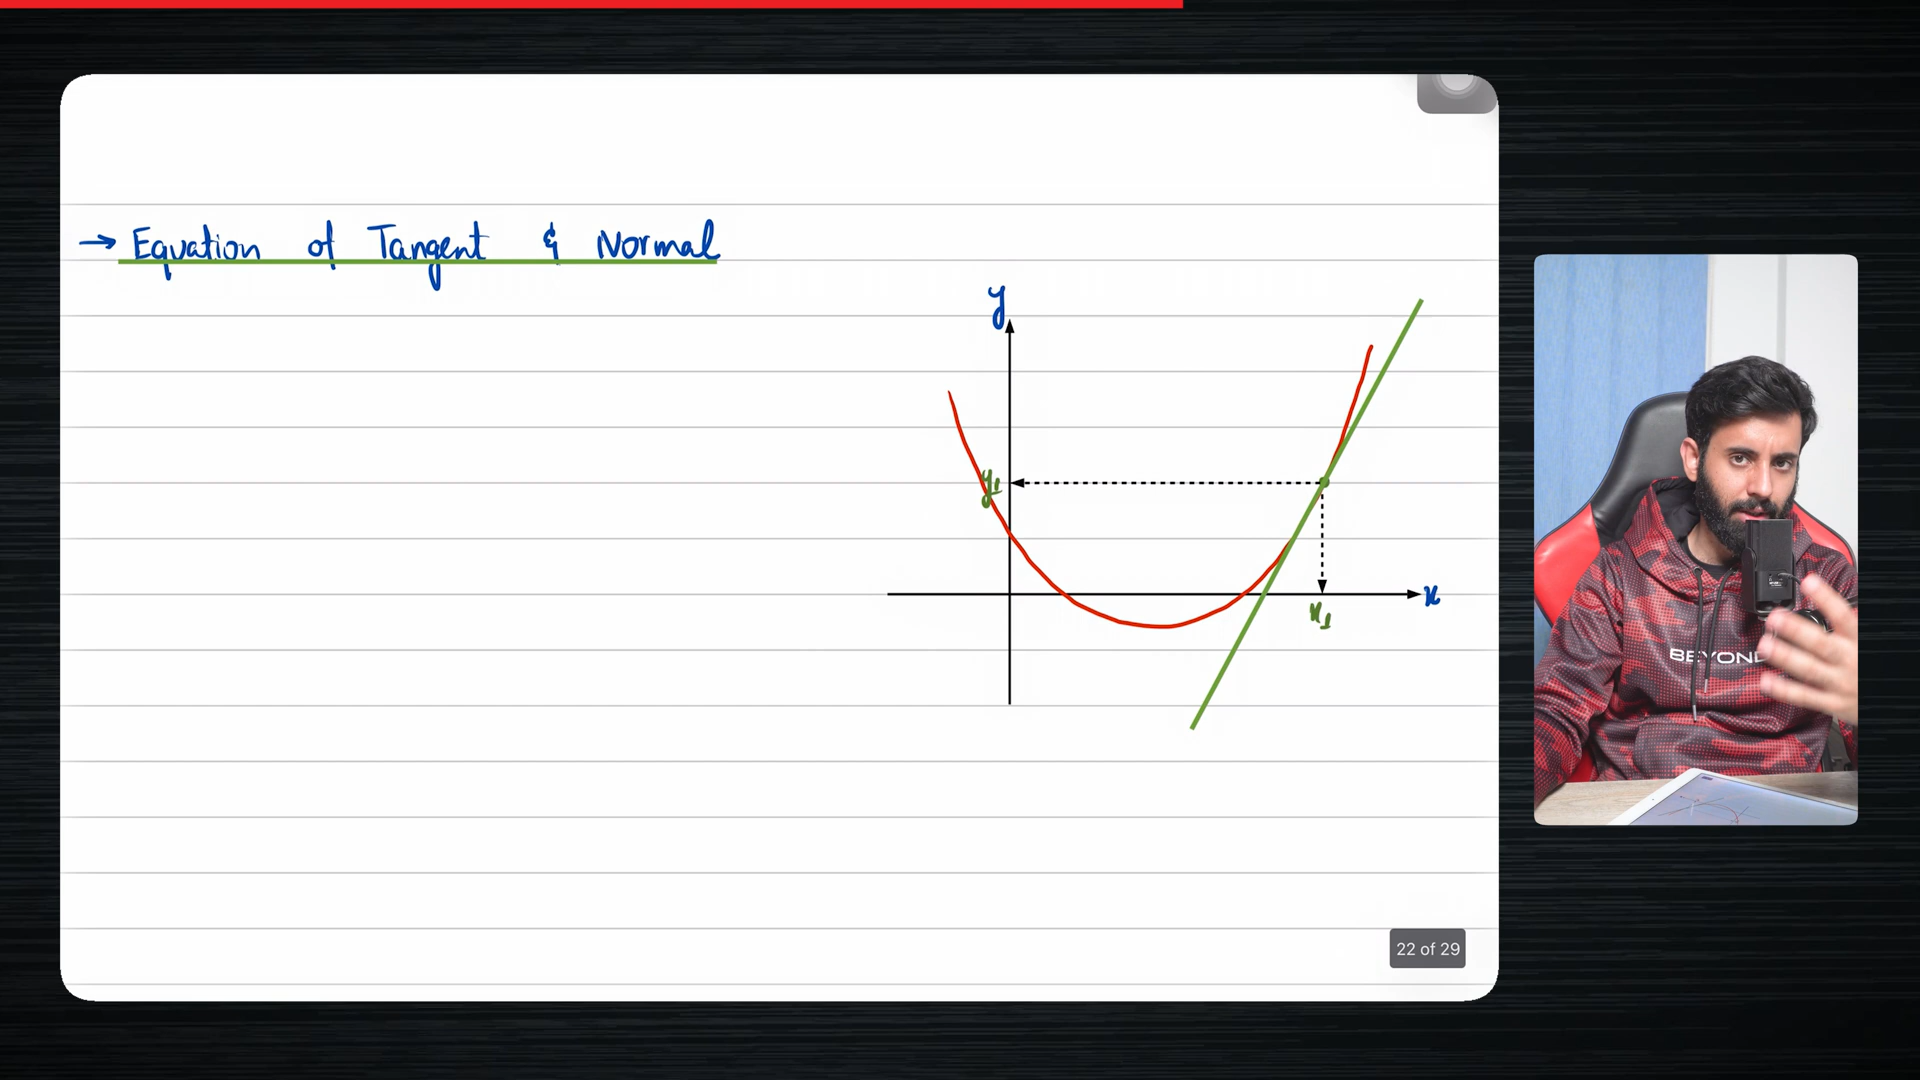 → Equation of Tangent & Normal
y
y₁
x
x₁
BEYOND
22 of 29